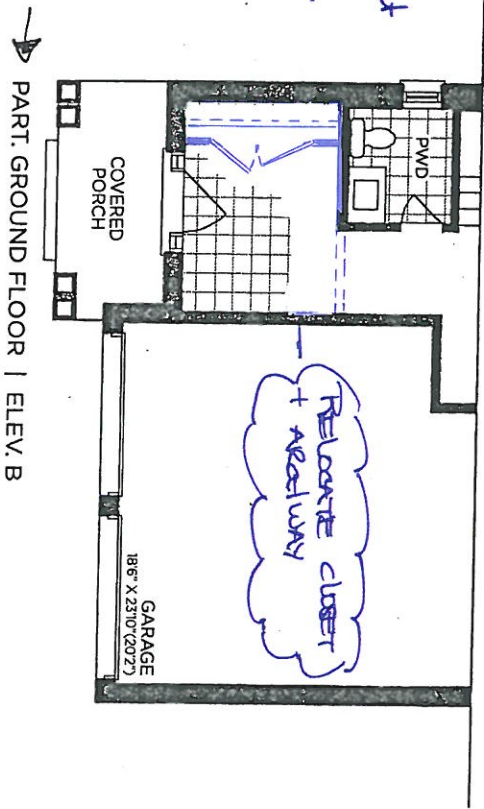 PWD
RELOCATE CLOSET
+ ARCHWAY
COVERED
PORCH
GARAGE
18'6" X 23'10"(20'2")
PART. GROUND FLOOR | ELEV. B